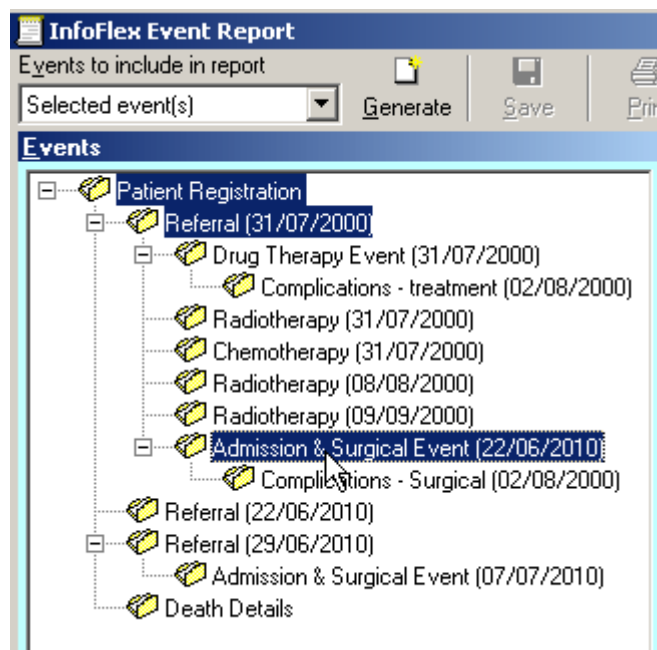 InfoFlex Event Report
Events to include in report
Selected event(s)
Generate
Save
Events
Patient Registration
Referral (31/07/2000)
Drug Therapy Event (31/07/2000)
Complications - treatment (02/08/2000)
Radiotherapy (31/07/2000)
Chemotherapy (31/07/2000)
Radiotherapy (08/08/2000)
Radiotherapy (09/09/2000)
Admission & Surgical Event (22/06/2010)
Complications - Surgical (02/08/2000)
Referral (22/06/2010)
Referral (29/06/2010)
Admission & Surgical Event (07/07/2010)
Death Details